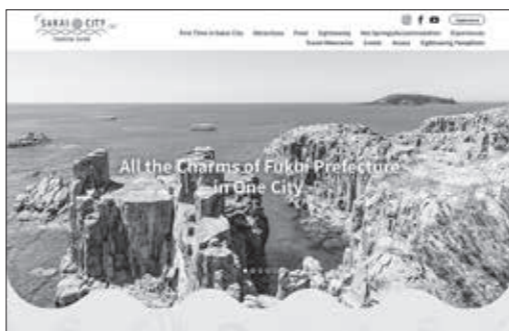 SAKAI CITY
TOURISM GUIDE
First Time in Sakai City Attractions Food Sightseeing Hot Springs/Accommodation Experiences
Travel Itineraries Events Access Sightseeing Pamphlets
All the Charms of Fukui Prefecture
in One City